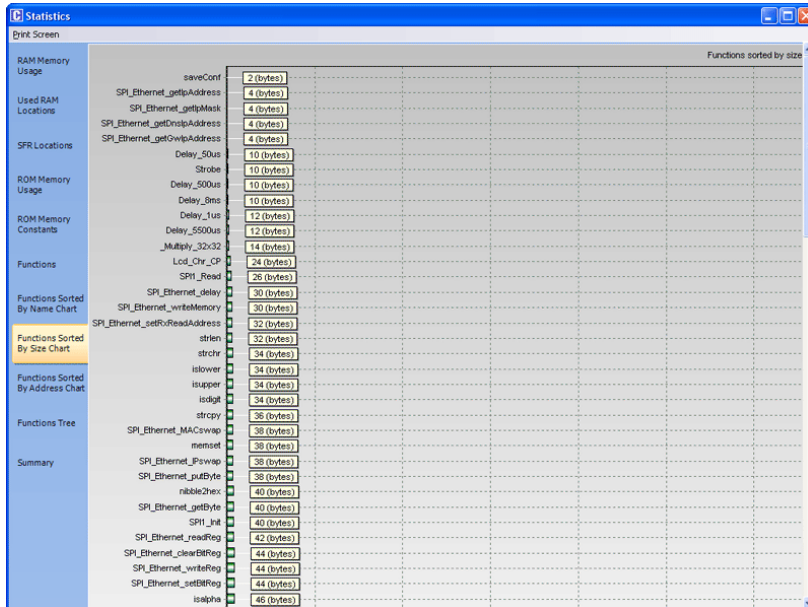 Statistics
Print Screen
RAM Memory
Usage
Used RAM
Locations
SFR Locations
ROM Memory
Usage
ROM Memory
Constants
Functions
Functions Sorted
By Name Chart
Functions Sorted
By Size Chart
Functions Sorted
By Address Chart
Functions Tree
Summary
Functions sorted by size
saveConf 2 (bytes)
SPI_Ethernet_getIpAddress 4 (bytes)
SPI_Ethernet_getIpMask 4 (bytes)
SPI_Ethernet_getDnsIpAddress 4 (bytes)
SPI_Ethernet_getGwIpAddress 4 (bytes)
Delay_50us 10 (bytes)
Strobe 10 (bytes)
Delay_500us 10 (bytes)
Delay_8ms 10 (bytes)
Delay_1us 12 (bytes)
Delay_5500us 12 (bytes)
_Multiply_32x32 14 (bytes)
Lcd_Chr_CP 24 (bytes)
SPI1_Read 26 (bytes)
SPI_Ethernet_delay 30 (bytes)
SPI_Ethernet_writeMemory 30 (bytes)
SPI_Ethernet_setRxReadAddress 32 (bytes)
strlen 32 (bytes)
strchr 34 (bytes)
islower 34 (bytes)
isupper 34 (bytes)
isdigit 34 (bytes)
strcpy 36 (bytes)
SPI_Ethernet_MACswap 38 (bytes)
memset 38 (bytes)
SPI_Ethernet_IPswap 38 (bytes)
SPI_Ethernet_putByte 38 (bytes)
nibble2hex 40 (bytes)
SPI_Ethernet_getByte 40 (bytes)
SPI1_Init 40 (bytes)
SPI_Ethernet_readReg 42 (bytes)
SPI_Ethernet_clearBitReg 44 (bytes)
SPI_Ethernet_writeReg 44 (bytes)
SPI_Ethernet_setBitReg 44 (bytes)
isalpha 46 (bytes)